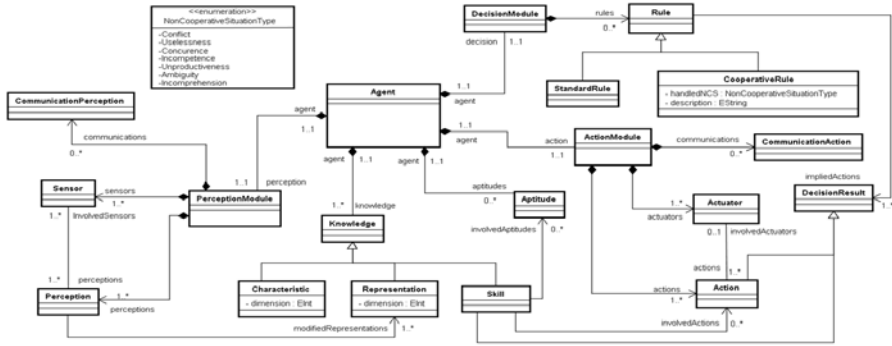 <<enumeration>>
NonCooperativeSituationType
-Conflict
-Uselessness
-Concurence
-Incompetence
-Unproductiveness
-Ambiguity
-Incomprehension
DecisionModule
rules
0..*
Rule
decision
1..1
StandardRule
CooperativeRule
- handledNCS : NonCooperativeSituationType
- description : EString
Agent
1..1
agent
CommunicationPerception
communications
0..*
agent
1..1
1..1
agent
action
1..1
ActionModule
communications
0..*
CommunicationAction
agent
1..1
agent
1..1
1..1
perception
PerceptionModule
Sensor
sensors
1..*
1..*
InvolvedSensors
knowledge
1..*
Knowledge
aptitudes
0..*
Aptitude
involvedAptitudes
0..*
1..*
actuators
Actuator
0..1
involvedActuators
impliedActions
DecisionResult
1..*
perceptions
1..*
Perception
1..*
perceptions
Characteristic
- dimension : EInt
Representation
- dimension : EInt
Skill
actions
1..*
actions
1..*
Action
modifiedRepresentations
1..*
involvedActions
0..*